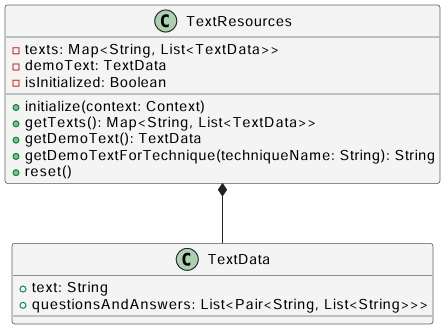 C TextResources
texts: Map<String, List<TextData>>
demoText: TextData
isInitialized: Boolean
initialize(context: Context)
getTexts(): Map<String, List<TextData>>
getDemoText(): TextData
getDemoTextForTechnique(techniqueName: String): String
reset()
C TextData
text: String
questionsAndAnswers: List<Pair<String, List<String>>>